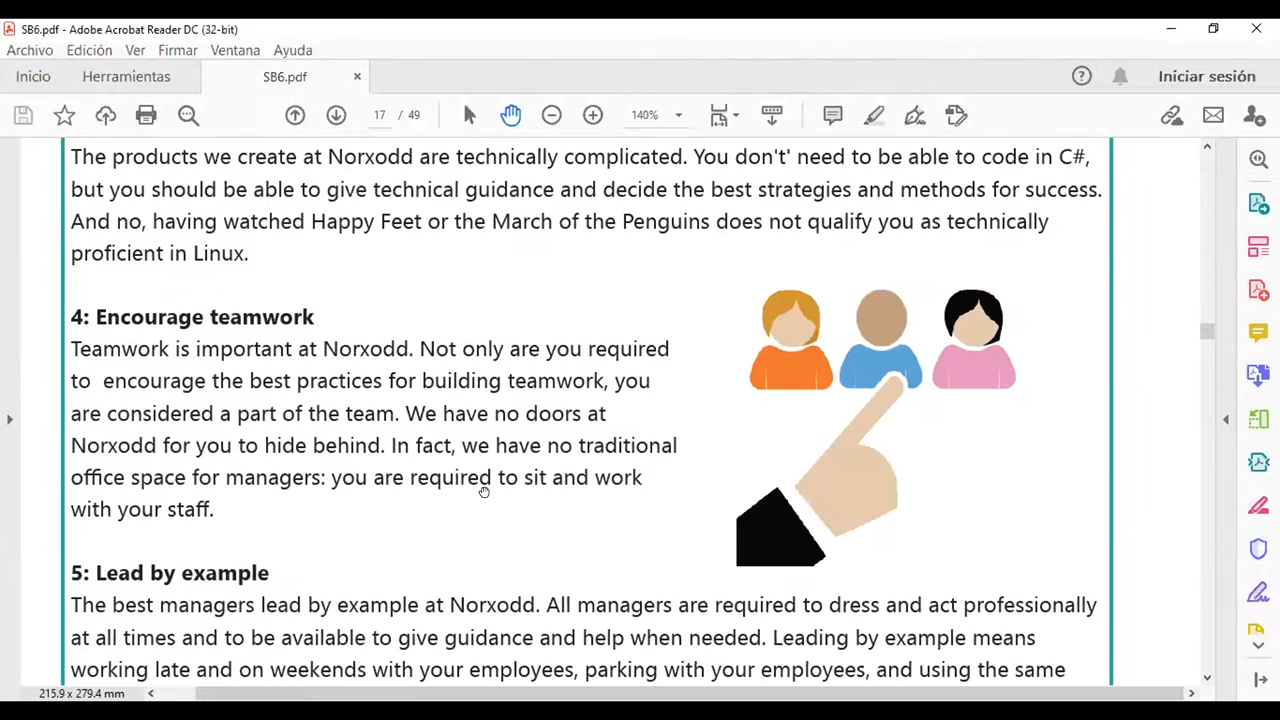 SB6.pdf - Adobe Acrobat Reader DC (32-bit)
Archivo Edición Ver Firmar Ventana Ayuda
Inicio Herramientas SB6.pdf × Iniciar sesión
17 / 49 140%
The products we create at Norxodd are technically complicated. You don't' need to be able to code in C#,
but you should be able to give technical guidance and decide the best strategies and methods for success.
And no, having watched Happy Feet or the March of the Penguins does not qualify you as technically
proficient in Linux.
4: Encourage teamwork
Teamwork is important at Norxodd. Not only are you required
to encourage the best practices for building teamwork, you
are considered a part of the team. We have no doors at
Norxodd for you to hide behind. In fact, we have no traditional
office space for managers: you are required to sit and work
with your staff.
5: Lead by example
The best managers lead by example at Norxodd. All managers are required to dress and act professionally
at all times and to be available to give guidance and help when needed. Leading by example means
working late and on weekends with your employees, parking with your employees, and using the same
215.9 x 279.4 mm